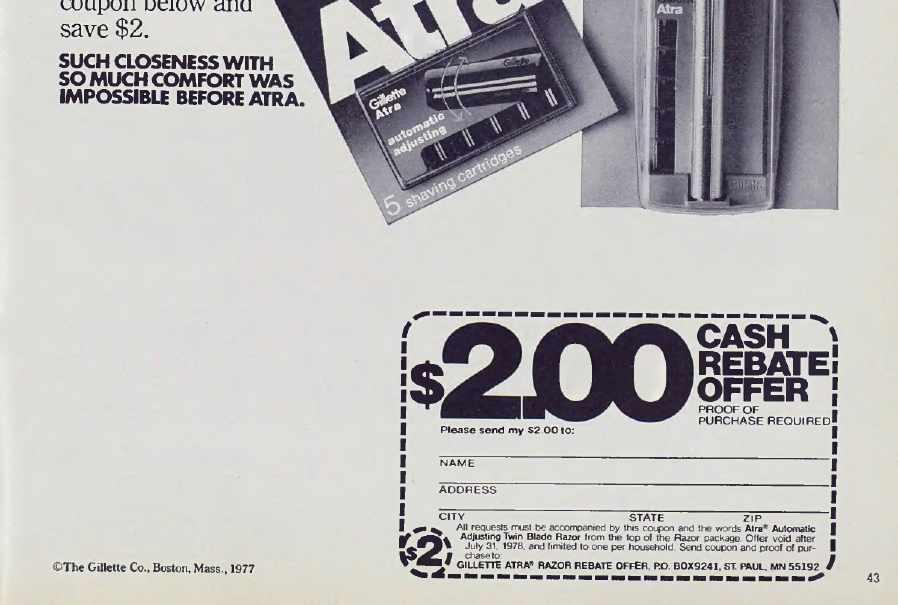 coupon below and
save $2.
SUCH CLOSENESS WITH
SO MUCH COMFORT WAS
IMPOSSIBLE BEFORE ATRA.
Atra
Gillette
Atra
automatic
adjusting
5 shaving cartridges
Gillette
Atra
Gillette
$2.00
CASH
REBATE
OFFER
PROOF OF
PURCHASE REQUIRED
Please send my $2.00 to:
NAME
ADDRESS
CITY STATE ZIP
All requests must be accompanied by this coupon and the words Atra® Automatic
Adjusting Twin Blade Razor from the top of the Razor package. Offer void after
July 31, 1978, and limited to one per household. Send coupon and proof of pur-
chase to:
GILLETTE ATRA® RAZOR REBATE OFFER, P.O. BOX9241, ST. PAUL, MN 55192
$2
©The Gillette Co., Boston, Mass., 1977
43